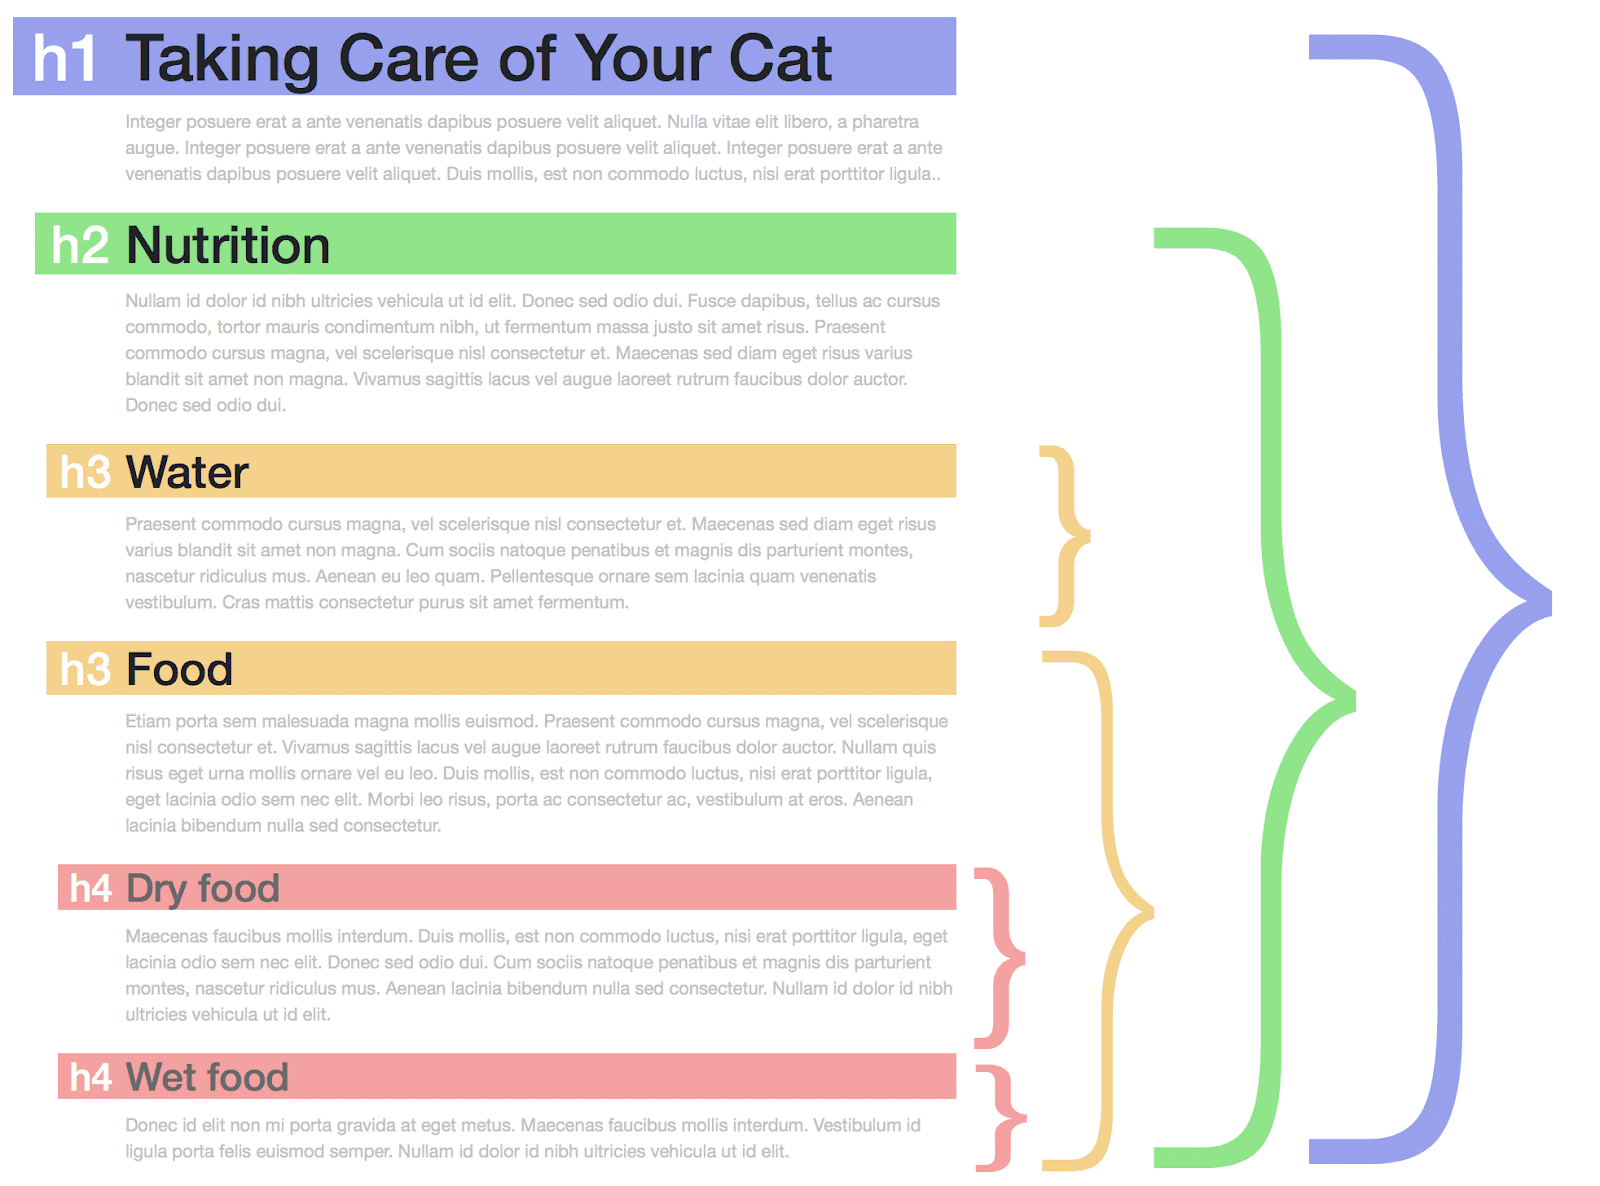 h1 Taking Care of Your Cat
Integer posuere erat a ante venenatis dapibus posuere velit aliquet. Nulla vitae elit libero, a pharetra
augue. Integer posuere erat a ante venenatis dapibus posuere velit aliquet. Integer posuere erat a ante
venenatis dapibus posuere velit aliquet. Duis mollis, est non commodo luctus, nisi erat porttitor ligula..
h2 Nutrition
Nullam id dolor id nibh ultricies vehicula ut id elit. Donec sed odio dui. Fusce dapibus, tellus ac cursus
commodo, tortor mauris condimentum nibh, ut fermentum massa justo sit amet risus. Praesent
commodo cursus magna, vel scelerisque nisl consectetur et. Maecenas sed diam eget risus varius
blandit sit amet non magna. Vivamus sagittis lacus vel augue laoreet rutrum faucibus dolor auctor.
Donec sed odio dui.
h3 Water
Praesent commodo cursus magna, vel scelerisque nisl consectetur et. Maecenas sed diam eget risus
varius blandit sit amet non magna. Cum sociis natoque penatibus et magnis dis parturient montes,
nascetur ridiculus mus. Aenean eu leo quam. Pellentesque ornare sem lacinia quam venenatis
vestibulum. Cras mattis consectetur purus sit amet fermentum.
h3 Food
Etiam porta sem malesuada magna mollis euismod. Praesent commodo cursus magna, vel scelerisque
nisl consectetur et. Vivamus sagittis lacus vel augue laoreet rutrum faucibus dolor auctor. Nullam quis
risus eget urna mollis ornare vel eu leo. Duis mollis, est non commodo luctus, nisi erat porttitor ligula,
eget lacinia odio sem nec elit. Morbi leo risus, porta ac consectetur ac, vestibulum at eros. Aenean
lacinia bibendum nulla sed consectetur.
h4 Dry food
Maecenas faucibus mollis interdum. Duis mollis, est non commodo luctus, nisi erat porttitor ligula, eget
lacinia odio sem nec elit. Donec sed odio dui. Cum sociis natoque penatibus et magnis dis parturient
montes, nascetur ridiculus mus. Aenean lacinia bibendum nulla sed consectetur. Nullam id dolor id nibh
ultricies vehicula ut id elit.
h4 Wet food
Donec id elit non mi porta gravida at eget metus. Maecenas faucibus mollis interdum. Vestibulum id
ligula porta felis euismod semper. Nullam id dolor id nibh ultricies vehicula ut id elit.